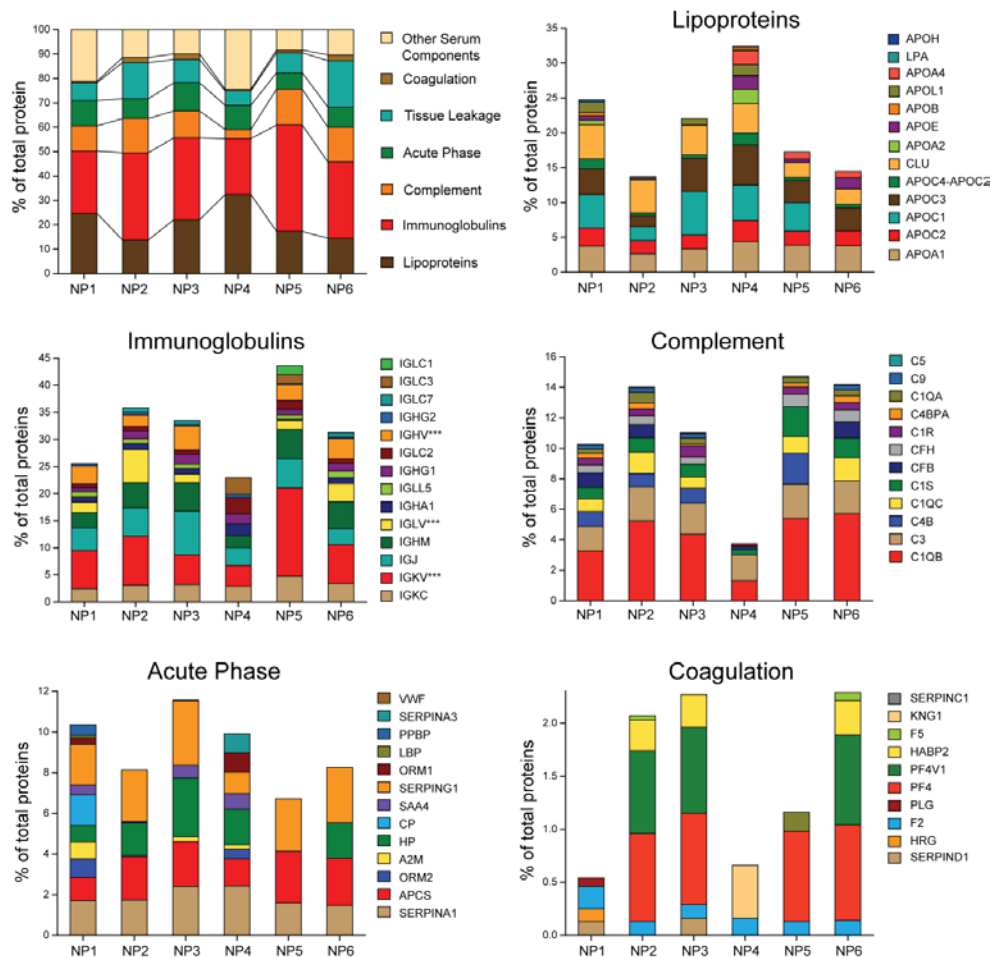 % of total protein
100
90
80
70
60
50
40
30
20
10
0
NP1 NP2 NP3 NP4 NP5 NP6
Other Serum
Components
Coagulation
Tissue Leakage
Acute Phase
Complement
Immunoglobulins
Lipoproteins
Lipoproteins
% of total protein
35
30
25
20
15
10
5
0
NP1 NP2 NP3 NP4 NP5 NP6
APOH
LPA
APOA4
APOL1
APOB
APOE
APOA2
CLU
APOC4-APOC2
APOC3
APOC1
APOC2
APOA1
Immunoglobulins
% of total proteins
45
40
35
30
25
20
15
10
5
0
NP1 NP2 NP3 NP4 NP5 NP6
IGLC1
IGLC3
IGLC7
IGHG2
IGHV***
IGLC2
IGHG1
IGLL5
IGHA1
IGLV***
IGHM
IGJ
IGKV***
IGKC
Complement
% of total proteins
16
14
12
10
8
6
4
2
0
NP1 NP2 NP3 NP4 NP5 NP6
C5
C9
C1QA
C4BPA
C1R
CFH
CFB
C1S
C1QC
C4B
C3
C1QB
Acute Phase
% of total proteins
12
10
8
6
4
2
0
NP1 NP2 NP3 NP4 NP5 NP6
VWF
SERPINA3
PPBP
LBP
ORM1
SERPING1
SAA4
CP
HP
A2M
ORM2
APCS
SERPINA1
Coagulation
% of total proteins
2.0
1.5
1.0
0.5
0.0
NP1 NP2 NP3 NP4 NP5 NP6
SERPINC1
KNG1
F5
HABP2
PF4V1
PF4
PLG
F2
HRG
SERPIND1